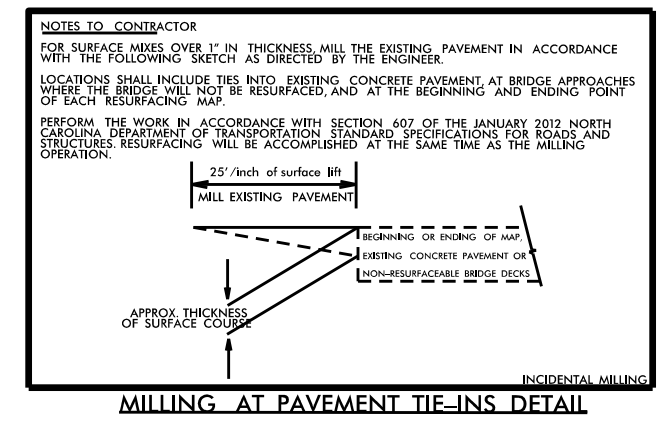 NOTES TO CONTRACTOR
FOR SURFACE MIXES OVER 1" IN THICKNESS, MILL THE EXISTING PAVEMENT IN ACCORDANCE
WITH THE FOLLOWING SKETCH AS DIRECTED BY THE ENGINEER.
LOCATIONS SHALL INCLUDE TIES INTO EXISTING CONCRETE PAVEMENT, AT BRIDGE APPROACHES
WHERE THE BRIDGE WILL NOT BE RESURFACED, AND AT THE BEGINNING AND ENDING POINT
OF EACH RESURFACING MAP.
PERFORM THE WORK IN ACCORDANCE WITH SECTION 607 OF THE JANUARY 2012 NORTH
CAROLINA DEPARTMENT OF TRANSPORTATION STANDARD SPECIFICATIONS FOR ROADS AND
STRUCTURES. RESURFACING WILL BE ACCOMPLISHED AT THE SAME TIME AS THE MILLING
OPERATION.
25'/inch of surface lift
MILL EXISTING PAVEMENT
BEGINNING OR ENDING OF MAP,
EXISTING CONCRETE PAVEMENT OR
NON-RESURFACEABLE BRIDGE DECKS
APPROX. THICKNESS
OF SURFACE COURSE
INCIDENTAL MILLING
MILLING AT PAVEMENT TIE-INS DETAIL